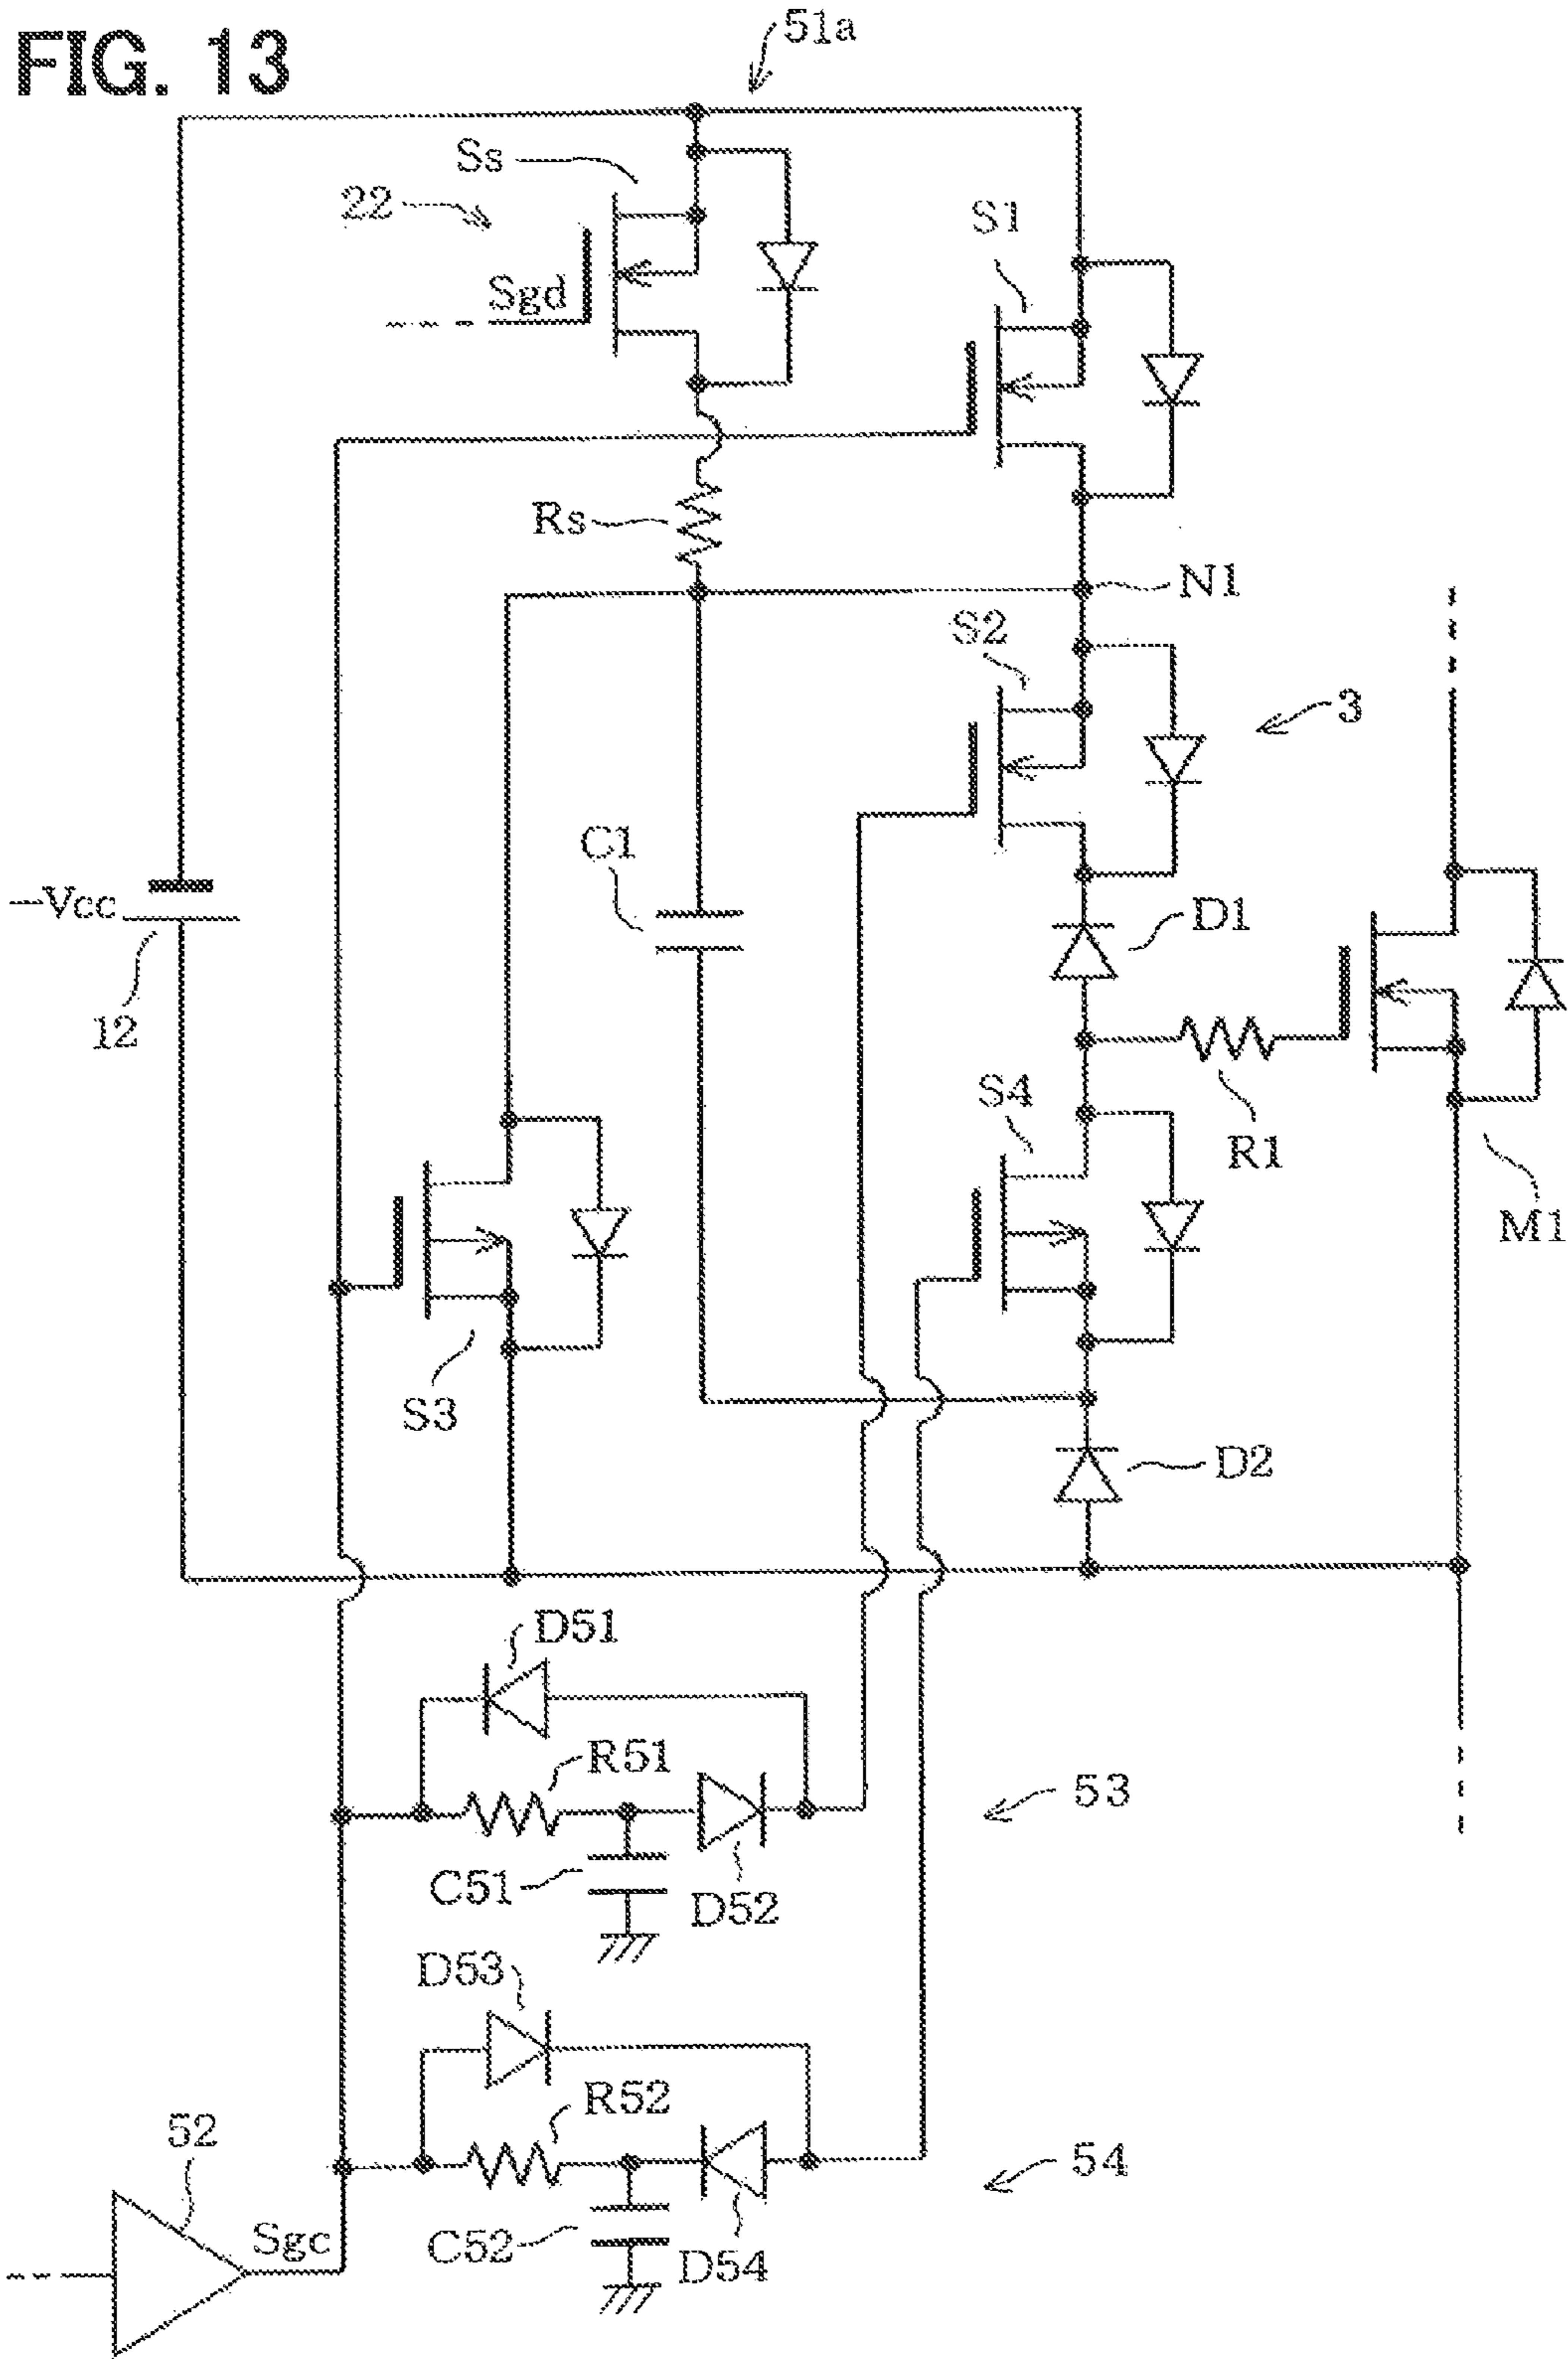 FIG. 13
51a
Ss
22
S1
Sgd
Rs
N1
S2
3
C1
-Vcc
D1
12
S4
R1
M1
S3
D2
D51
R51
53
C51
D52
D53
R52
52
54
Sgc
C52
D54